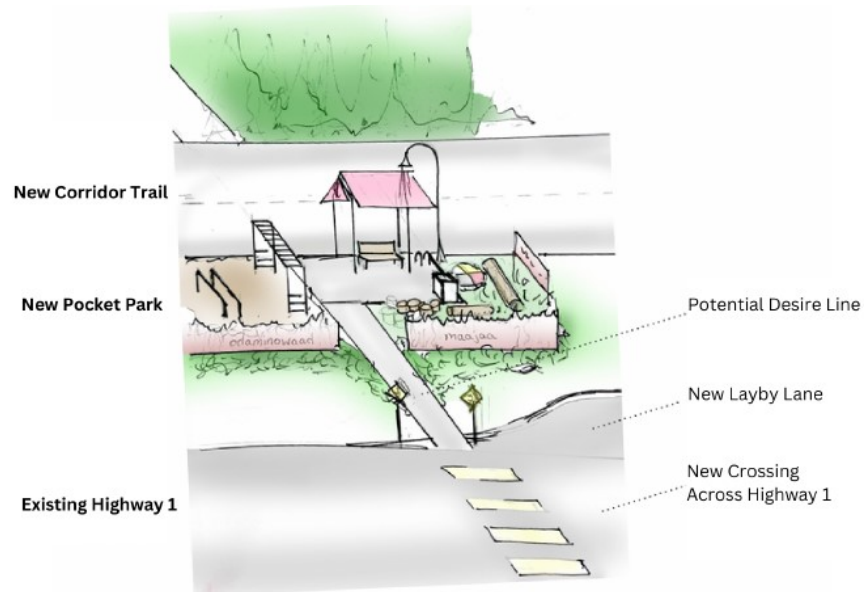 New Corridor Trail
New Pocket Park
Potential Desire Line
odaminowaad
maajaa
New Layby Lane
New Crossing
Across Highway 1
Existing Highway 1